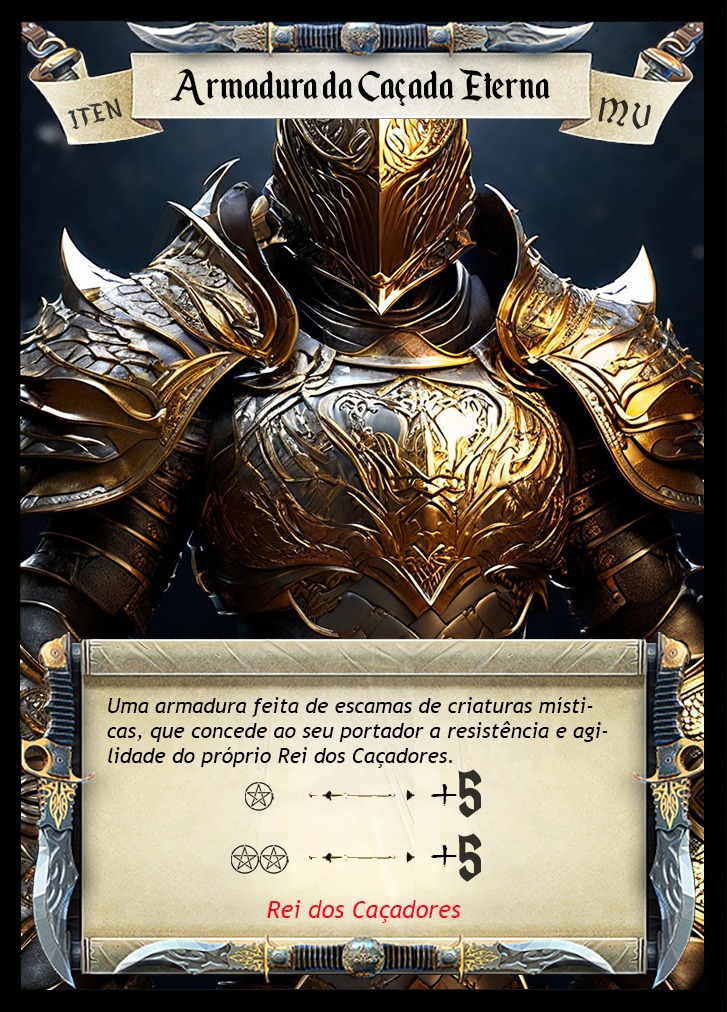 Armadura da Caçada Eterna
ITEN
MU
Uma armadura feita de escamas de criaturas místi-
cas, que concede ao seu portador a resistência e agi-
lidade do próprio Rei dos Caçadores.
+5
+5
Rei dos Caçadores